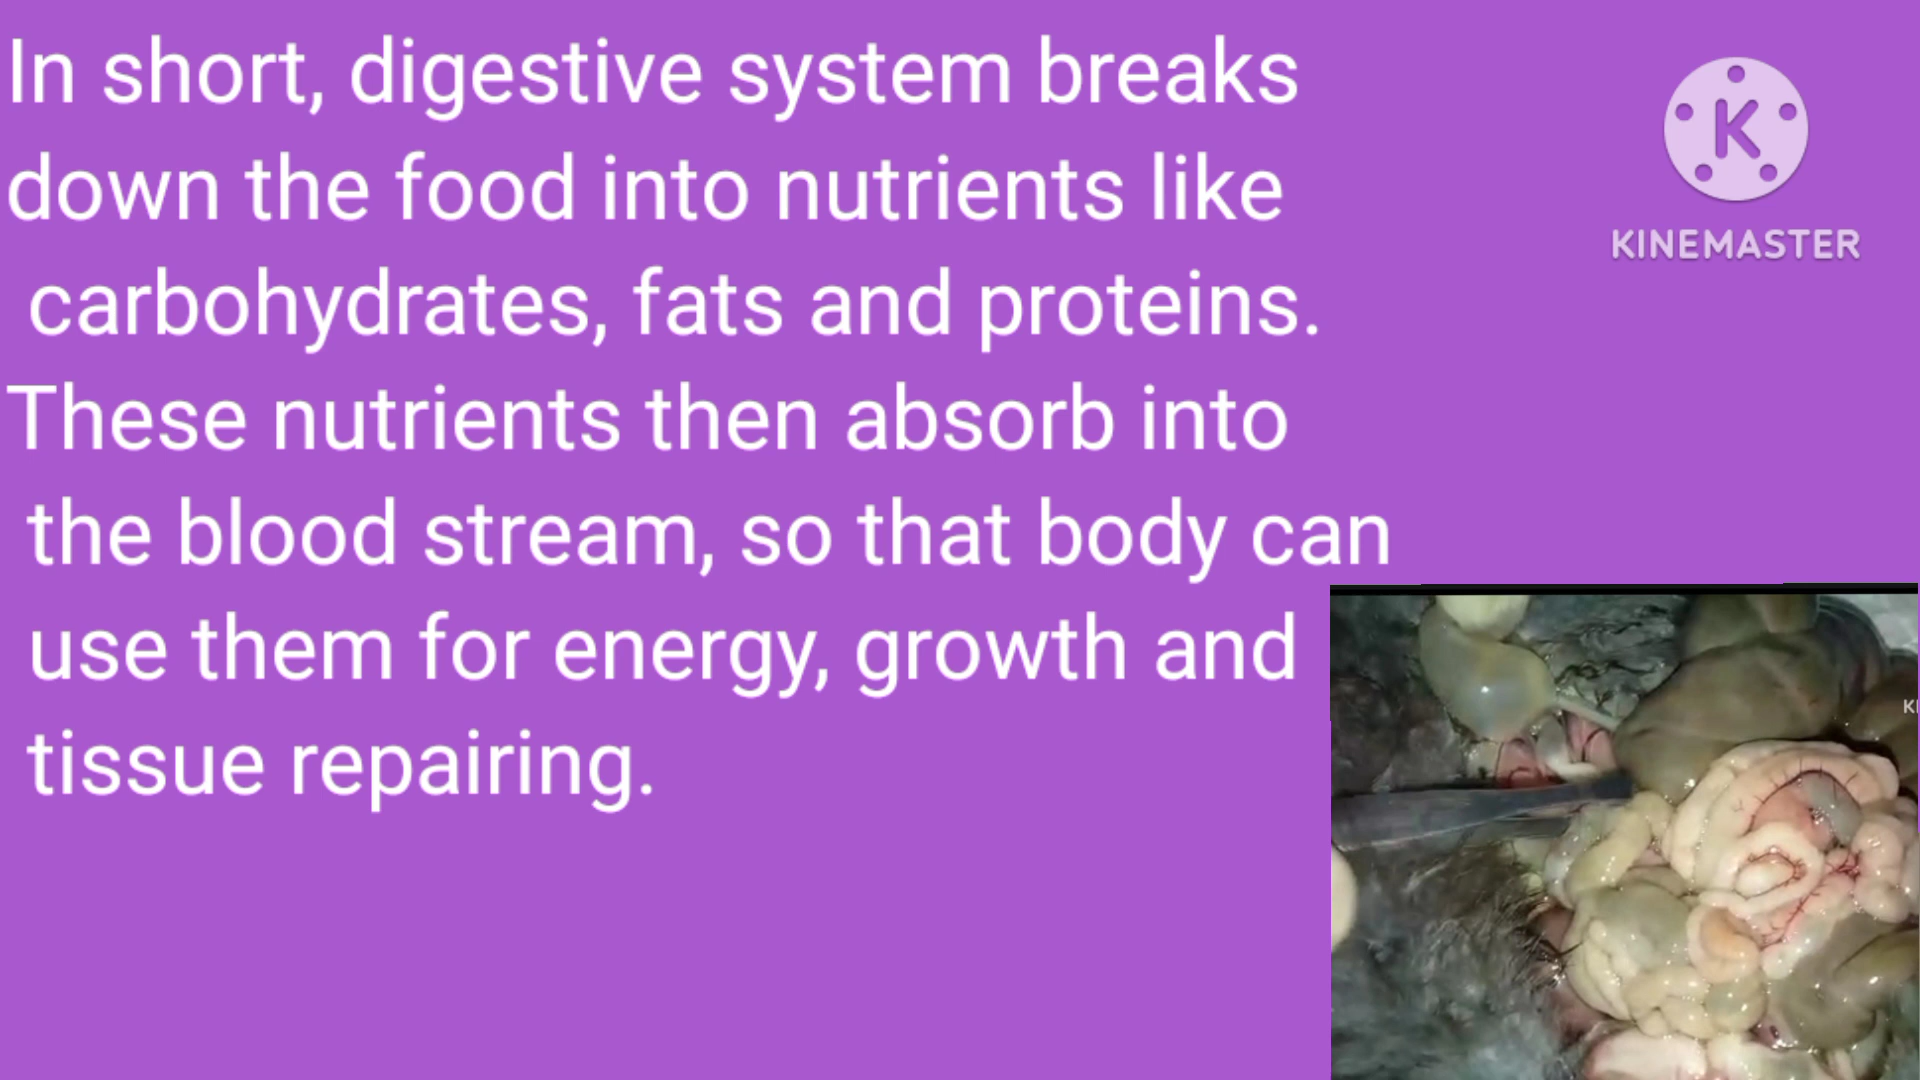 In short, digestive system breaks
down the food into nutrients like
carbohydrates, fats and proteins.
These nutrients then absorb into
the blood stream, so that body can
use them for energy, growth and
tissue repairing.
K
KINEMASTER